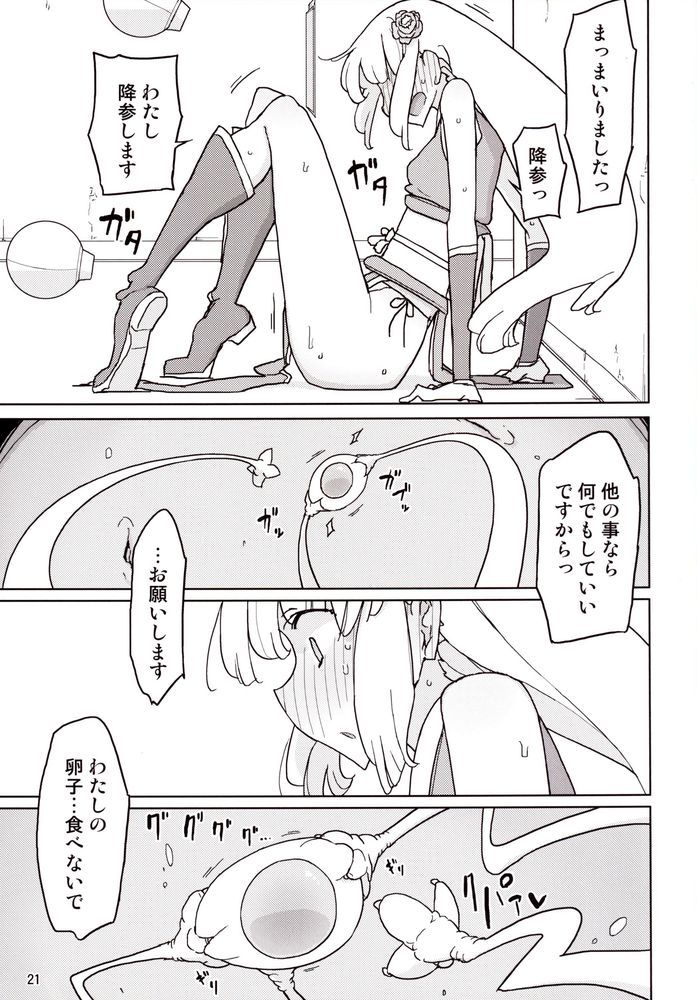 まっまいりましたっ
降参っ
わたし
降参します
ガタ
ガタ
他の事なら
何でもしていい
ですからっ
ガブッ
ガブッ
…お願いします
わたしの
卵子…食べないで
クパァ
ググ…
グググ…
ぎり
ぎりっ
21